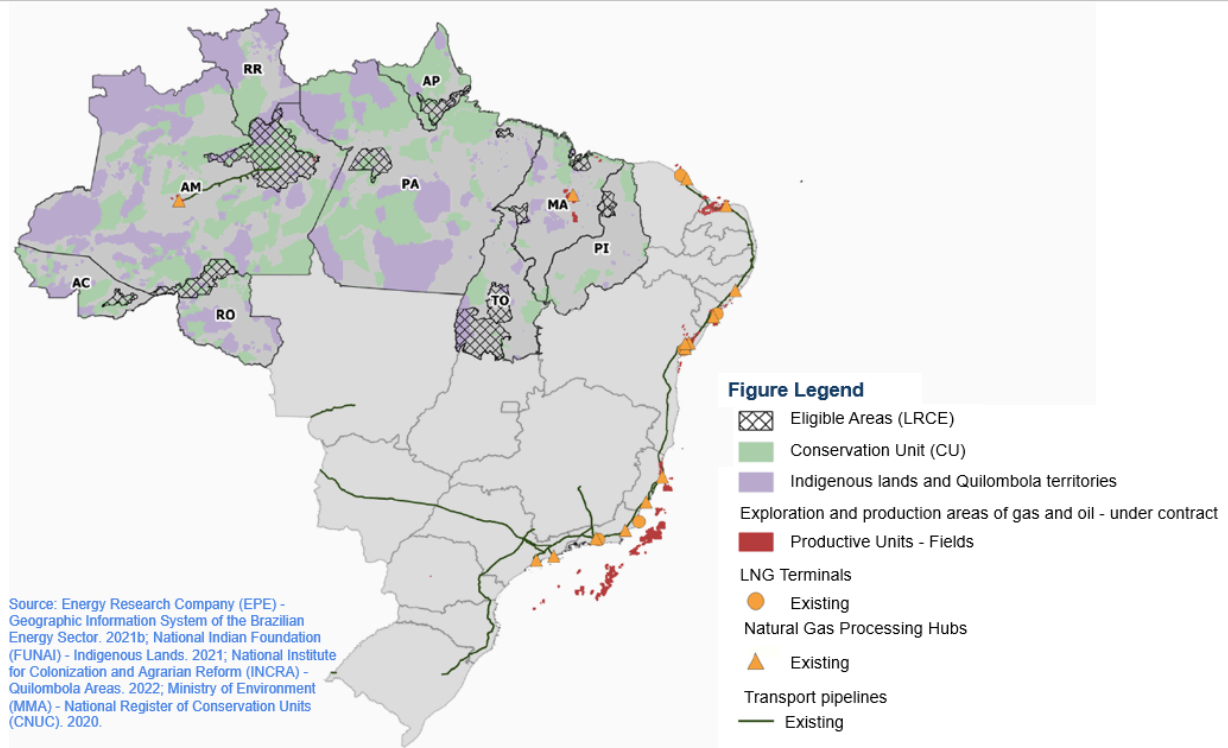 RR
AP
AM
PA
MA
PI
AC
TO
RO
Figure Legend
Eligible Areas (LRCE)
Conservation Unit (CU)
Indigenous lands and Quilombola territories
Exploration and production areas of gas and oil - under contract
Productive Units - Fields
LNG Terminals
Existing
Natural Gas Processing Hubs
Existing
Transport pipelines
Existing
Source: Energy Research Company (EPE) -
Geographic Information System of the Brazilian
Energy Sector. 2021b; National Indian Foundation
(FUNAI) - Indigenous Lands. 2021; National Institute
for Colonization and Agrarian Reform (INCRA) -
Quilombola Areas. 2022; Ministry of Environment
(MMA) - National Register of Conservation Units
(CNUC). 2020.